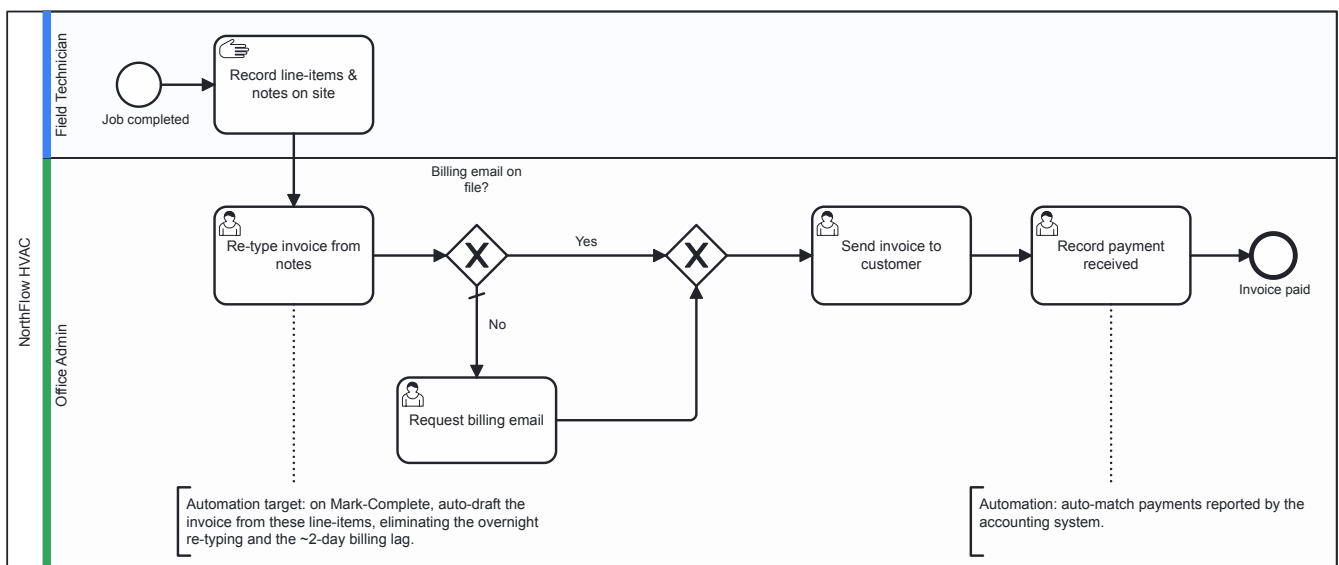 NorthFlow HVAC
Field Technician
Job completed
Record line-items &
notes on site
Office Admin
Re-type invoice from
notes
Billing email on
file?
Yes
No
Request billing email
Send invoice to
customer
Record payment
received
Invoice paid
Automation target: on Mark-Complete, auto-draft the
invoice from these line-items, eliminating the overnight
re-typing and the ~2-day billing lag.
Automation: auto-match payments reported by the
accounting system.